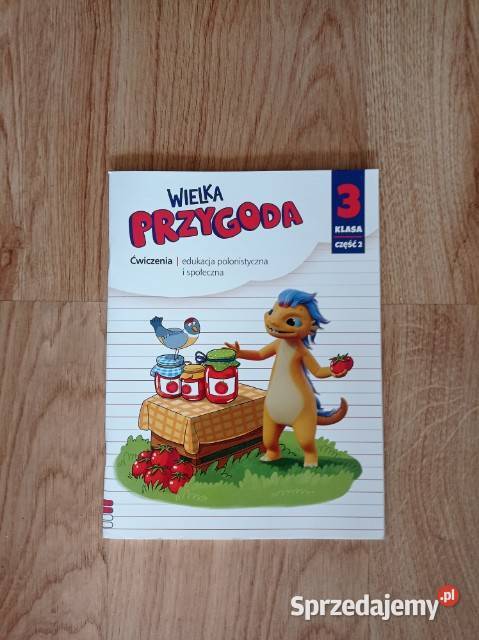 WIELKA
PRZYGODA
Ćwiczenia | edukacja polonistyczna
i społeczna
3
KLASA
CZĘŚĆ 2
Sprzedajemy.pl